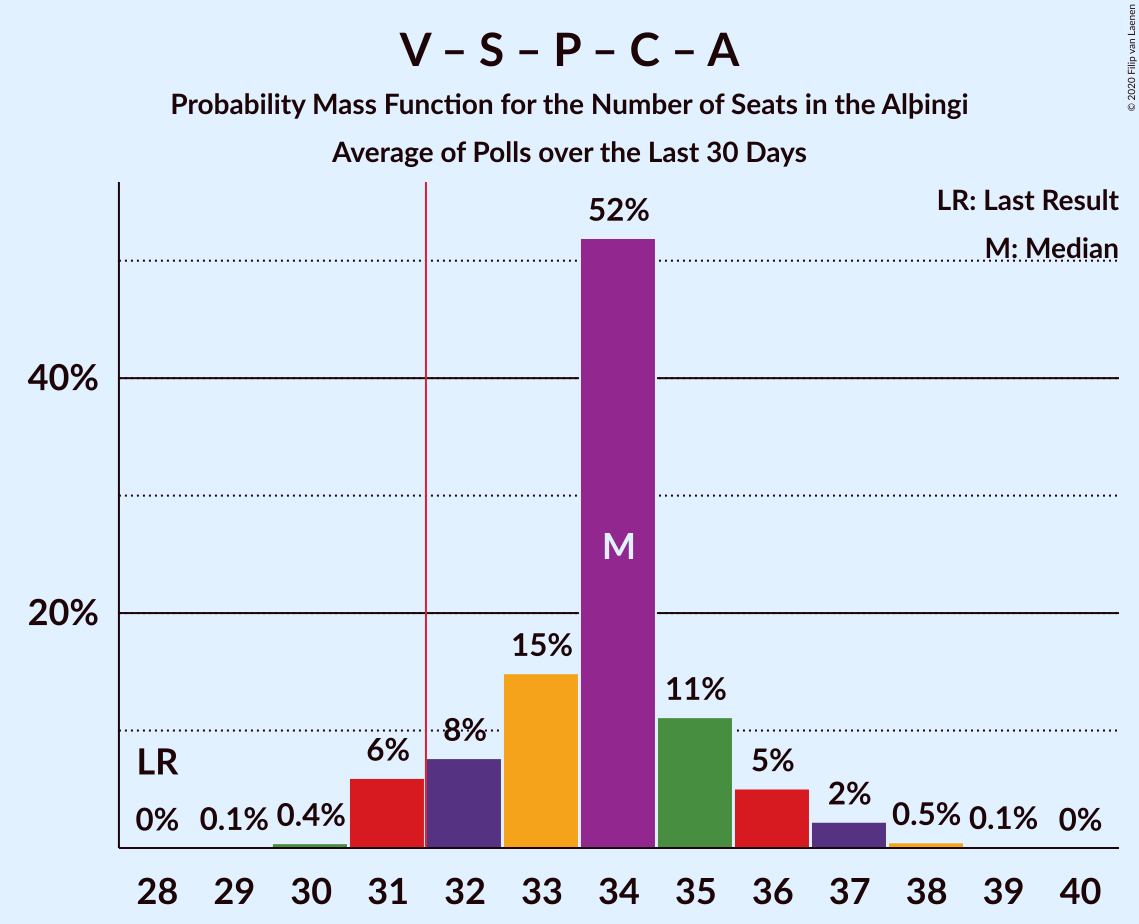 V – S – P – C – A
Probability Mass Function for the Number of Seats in the Alþingi
Average of Polls over the Last 30 Days
© 2020 Filip van Laenen
LR: Last Result
M: Median
40%
20%
LR
0%
0.1%
0.4%
6%
8%
15%
52%
M
11%
5%
2%
0.5%
0.1%
0%
28 29 30 31 32 33 34 35 36 37 38 39 40